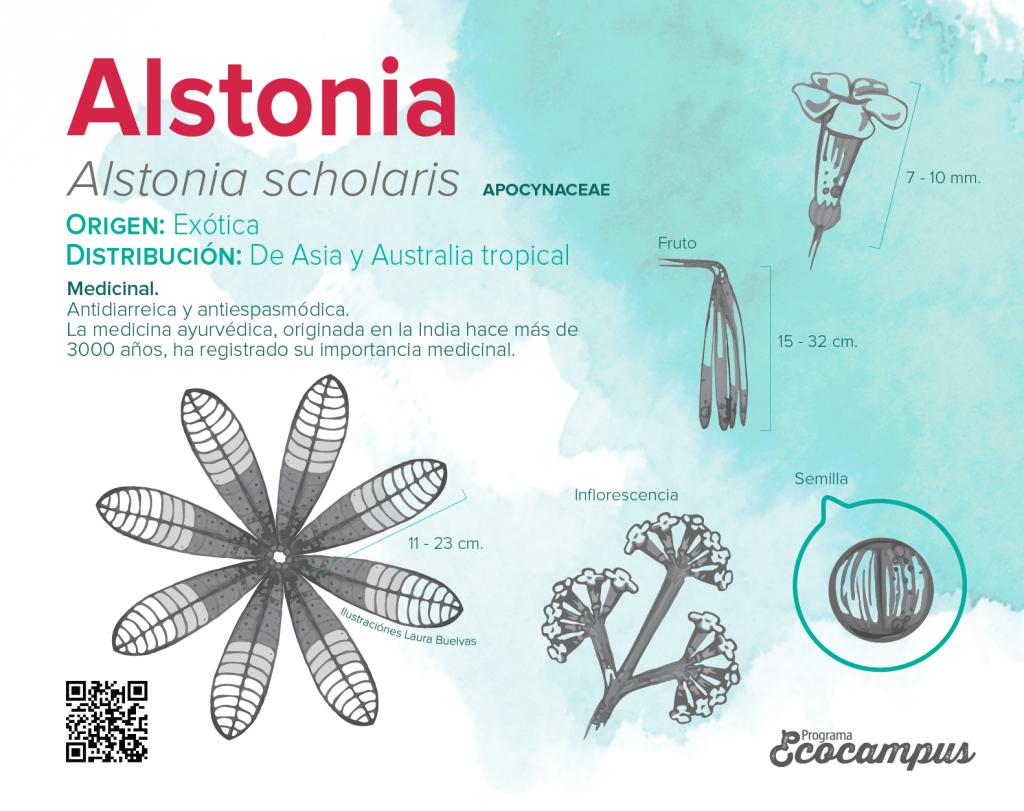 Alstonia
Alstonia scholaris APOCYNACEAE
ORIGEN: Exótica
DISTRIBUCIÓN: De Asia y Australia tropical
Medicinal.
Antidiarreica y antiespasmódica.
La medicina ayurvédica, originada en la India hace más de
3000 años, ha registrado su importancia medicinal.
7 - 10 mm.
Fruto
15 - 32 cm.
Semilla
Inflorescencia
11 - 23 cm.
Ilustraciónes Laura Buelvas
Programa
Ecocampus